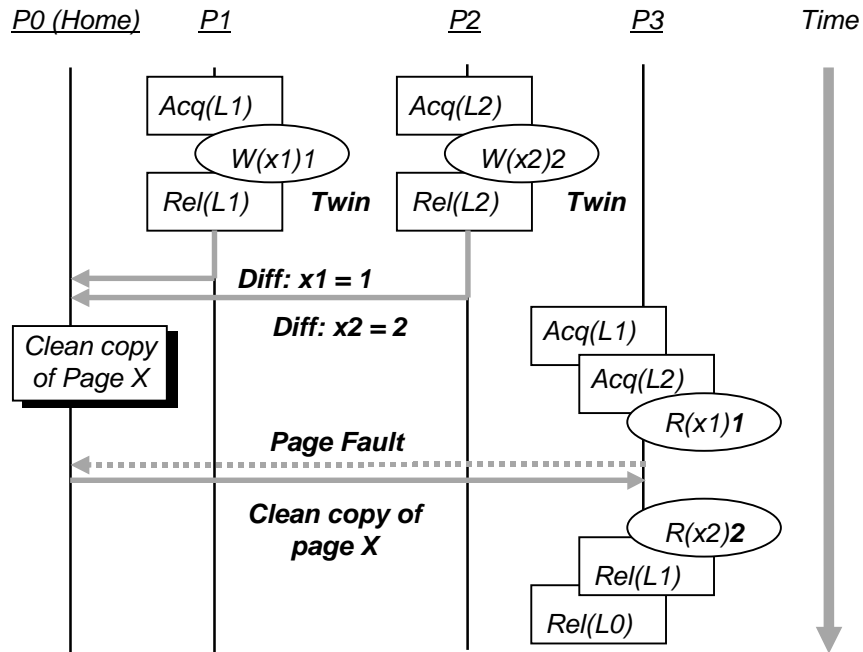 P0 (Home) P1 P2 P3 Time
Acq(L1) Acq(L2)
W(x1)1 W(x2)2
Rel(L1) Twin Rel(L2) Twin
Diff: x1 = 1
Diff: x2 = 2
Acq(L1)
Clean copy
of Page X
Acq(L2)
R(x1)1
Page Fault
Clean copy of
page X
R(x2)2
Rel(L1)
Rel(L0)